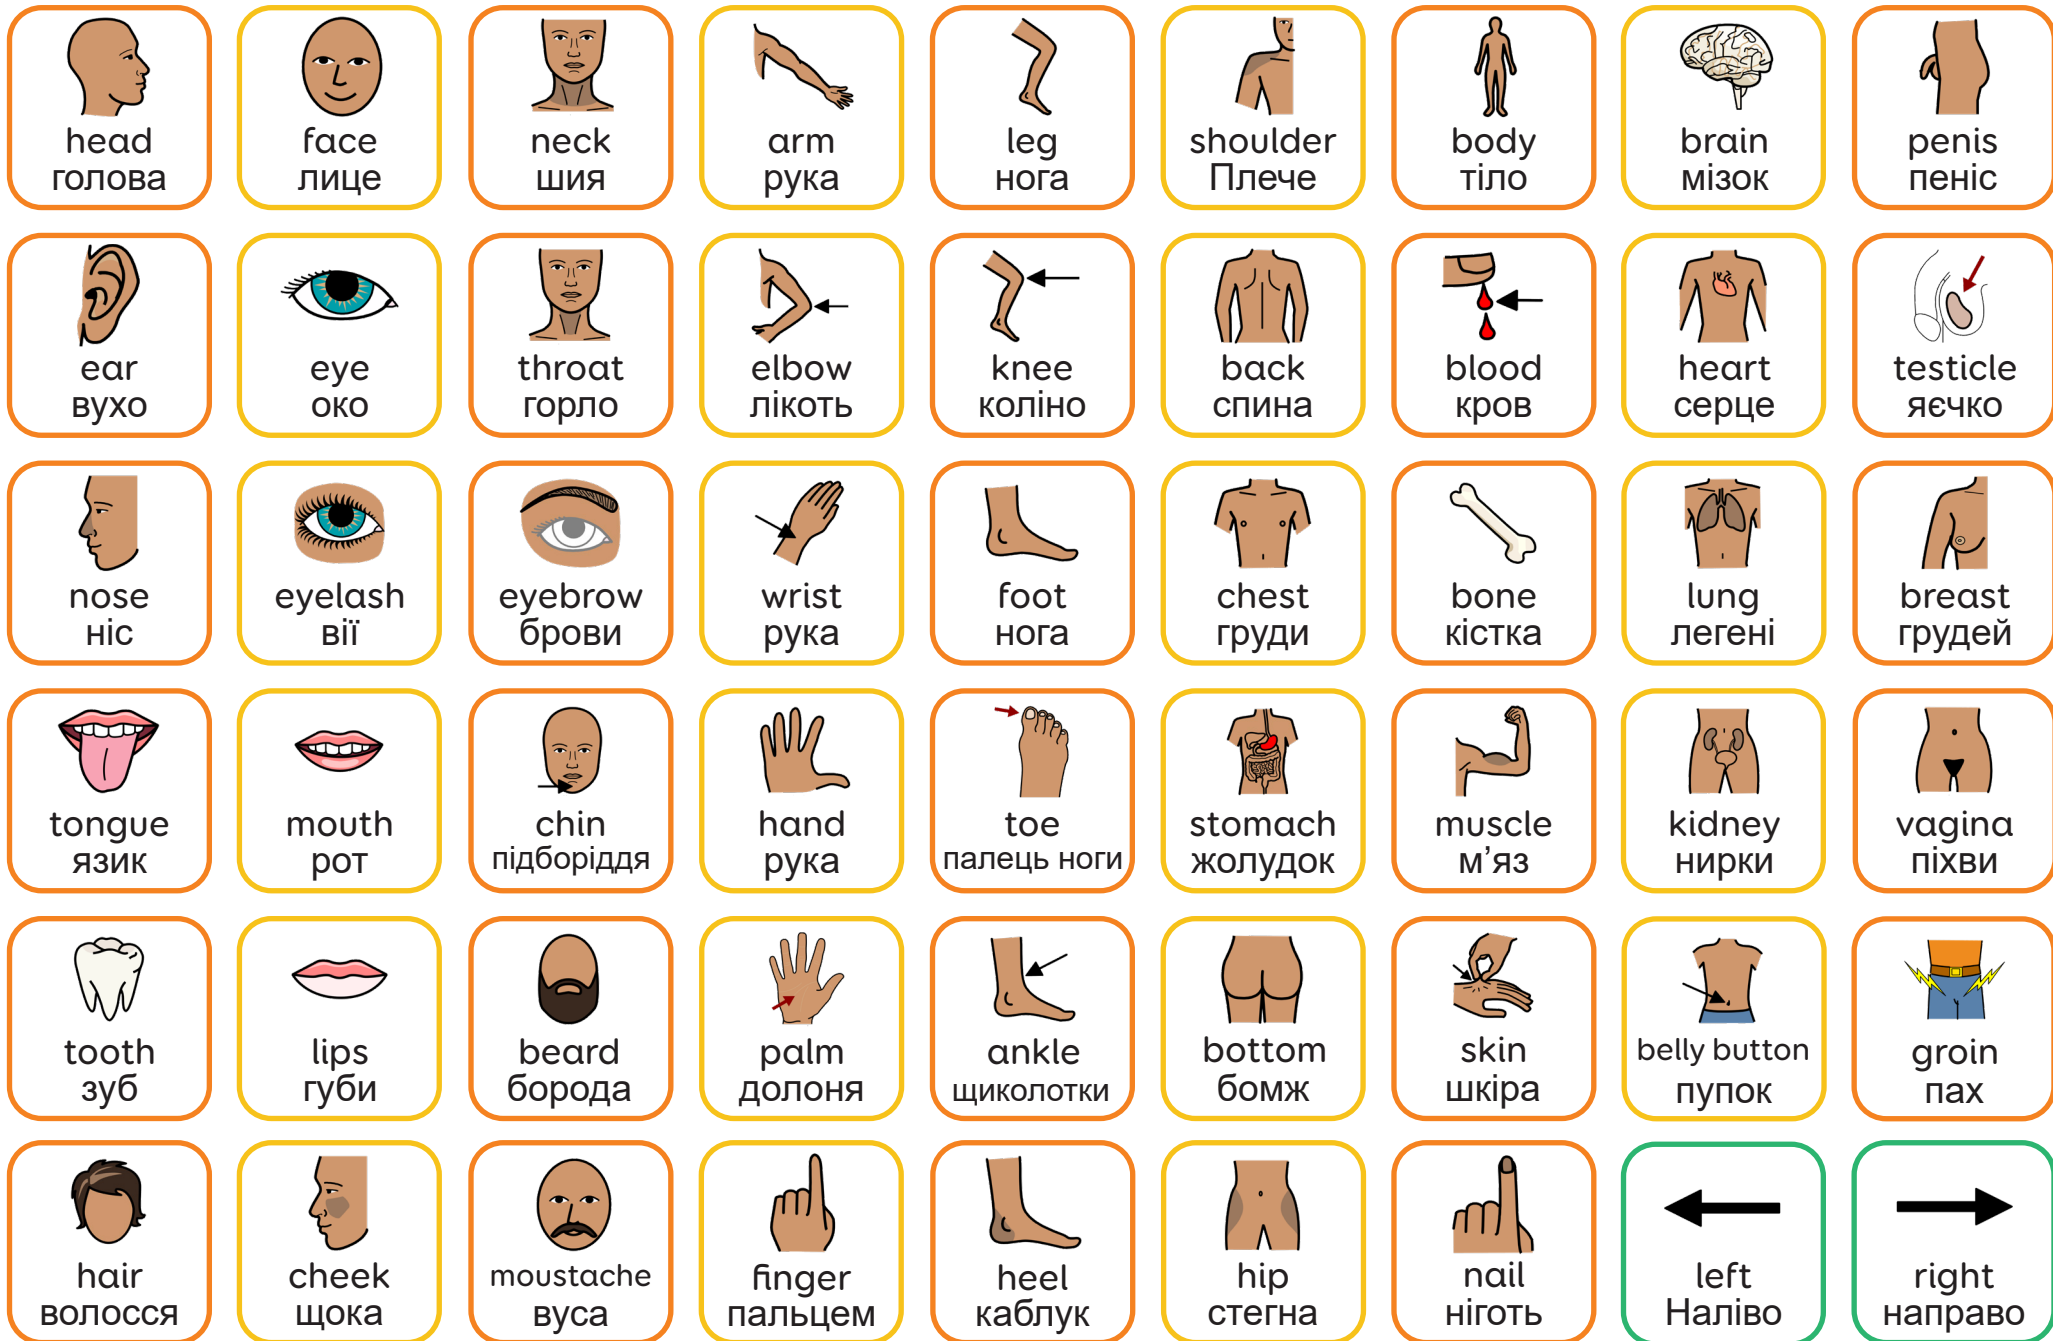 head
голова
face
лице
neck
шия
arm
рука
leg
нога
shoulder
Плече
body
тіло
brain
мізок
penis
пеніс
ear
вухо
eye
око
throat
горло
elbow
лікоть
knee
коліно
back
спина
blood
кров
heart
серце
testicle
яєчко
nose
ніс
eyelash
вії
eyebrow
брови
wrist
рука
foot
нога
chest
груди
bone
кістка
lung
легені
breast
грудей
tongue
язик
mouth
рот
chin
підборіддя
hand
рука
toe
палець ноги
stomach
жолудок
muscle
м’яз
kidney
нирки
vagina
піхви
tooth
зуб
lips
губи
beard
борода
palm
долоня
ankle
щиколотки
bottom
бомж
skin
шкіра
belly button
пупок
groin
пах
hair
волосся
cheek
щока
moustache
вуса
finger
пальцем
heel
каблук
hip
стегна
nail
ніготь
left
Наліво
right
направо